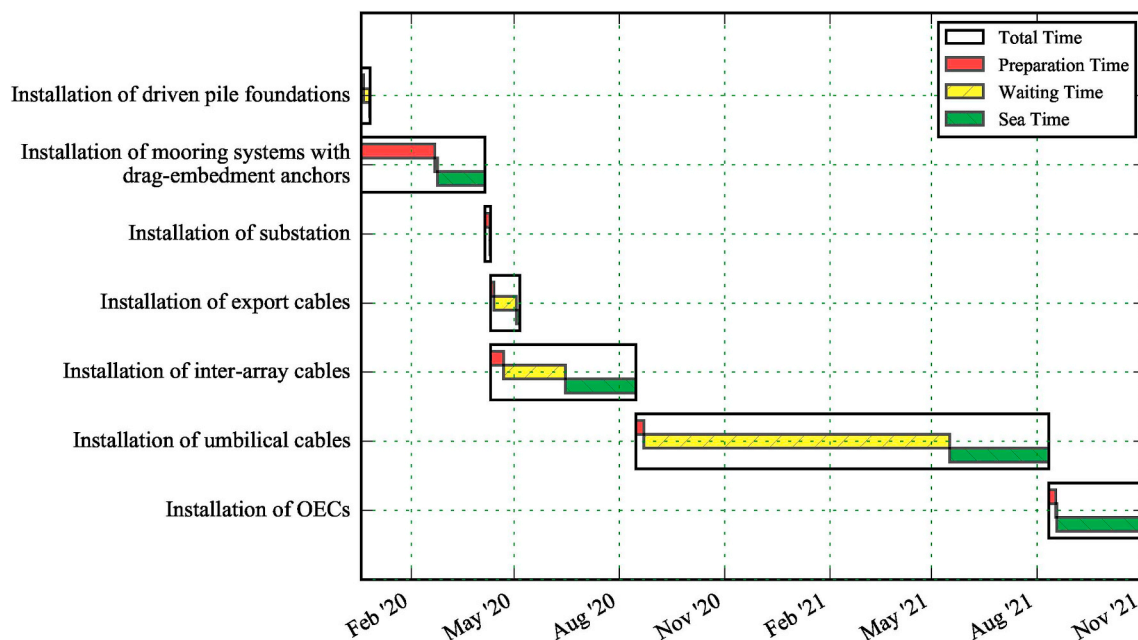 Total Time
Preparation Time
Waiting Time
Sea Time
Installation of driven pile foundations
Installation of mooring systems with
drag-embedment anchors
Installation of substation
Installation of export cables
Installation of inter-array cables
Installation of umbilical cables
Installation of OECs
Feb '20
May '20
Aug '20
Nov '20
Feb '21
May '21
Aug '21
Nov '21